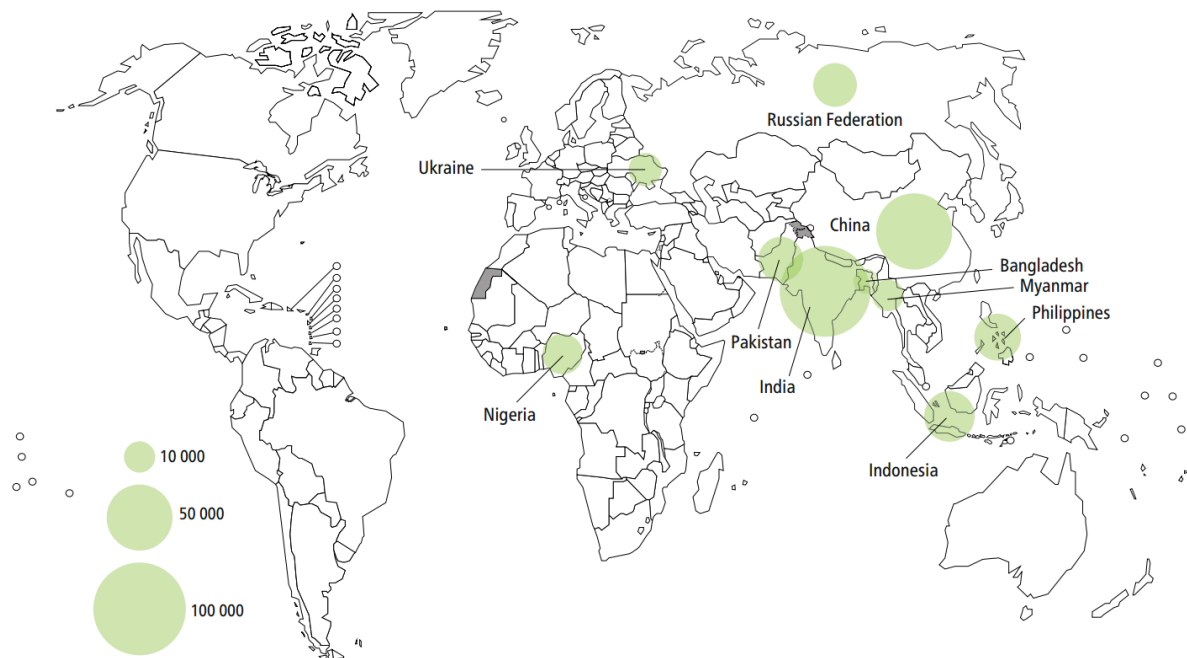 Russian Federation
Ukraine
China
Bangladesh
Myanmar
Philippines
Pakistan
India
Nigeria
Indonesia
10 000
50 000
100 000